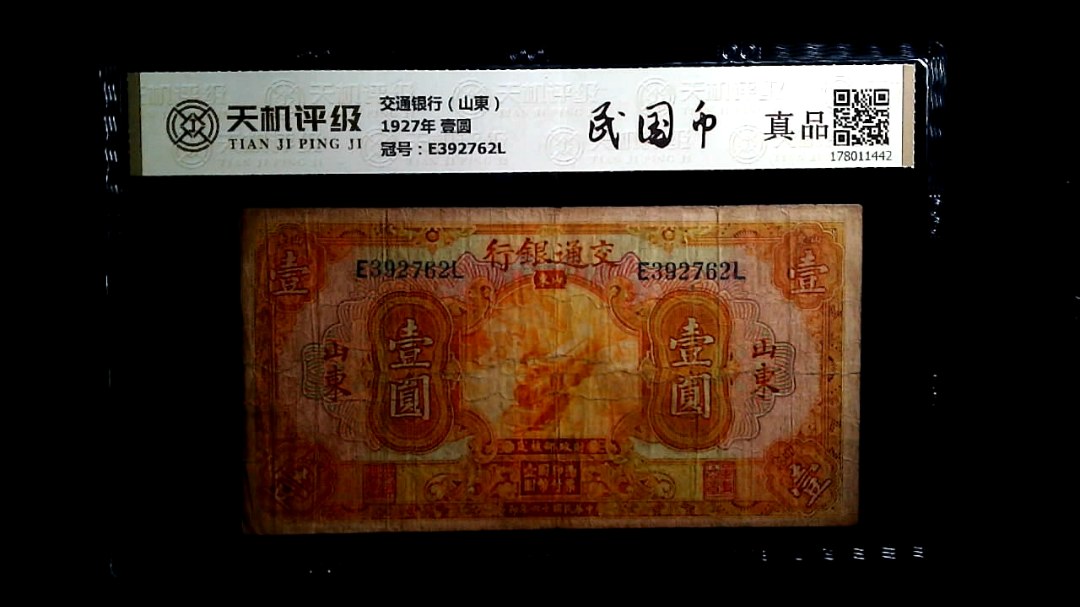 天机评级
TIAN JI PING JI
交通银行（山東）
1927年 壹圆
冠号：E392762L
民国币
真品
178011442
行銀通交
山東
E392762L
E392762L
壹
壹
壹圓
壹圓
山東
山東
壹